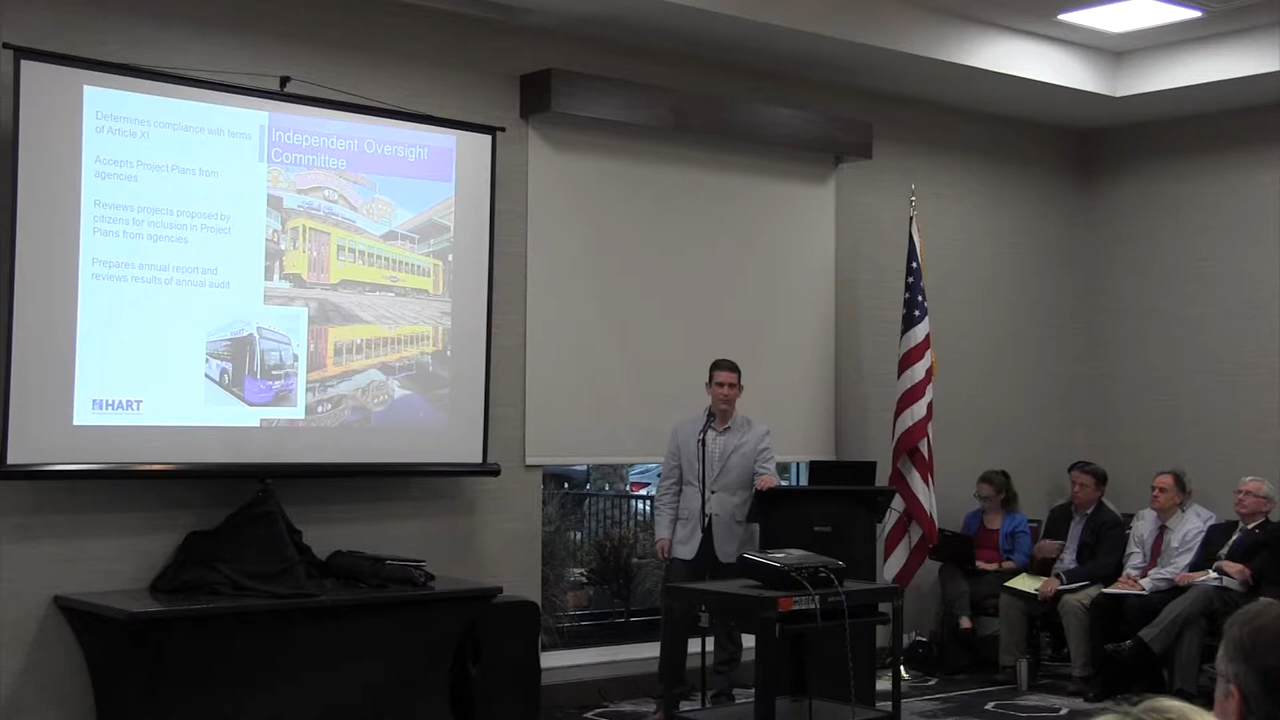 Determines compliance with terms
of Article XI
Accepts Project Plans from
agencies
Reviews projects proposed by
citizens for inclusion in Project
Plans from agencies
Prepares annual report and
reviews results of annual audit
Independent Oversight
Committee
HART
HART